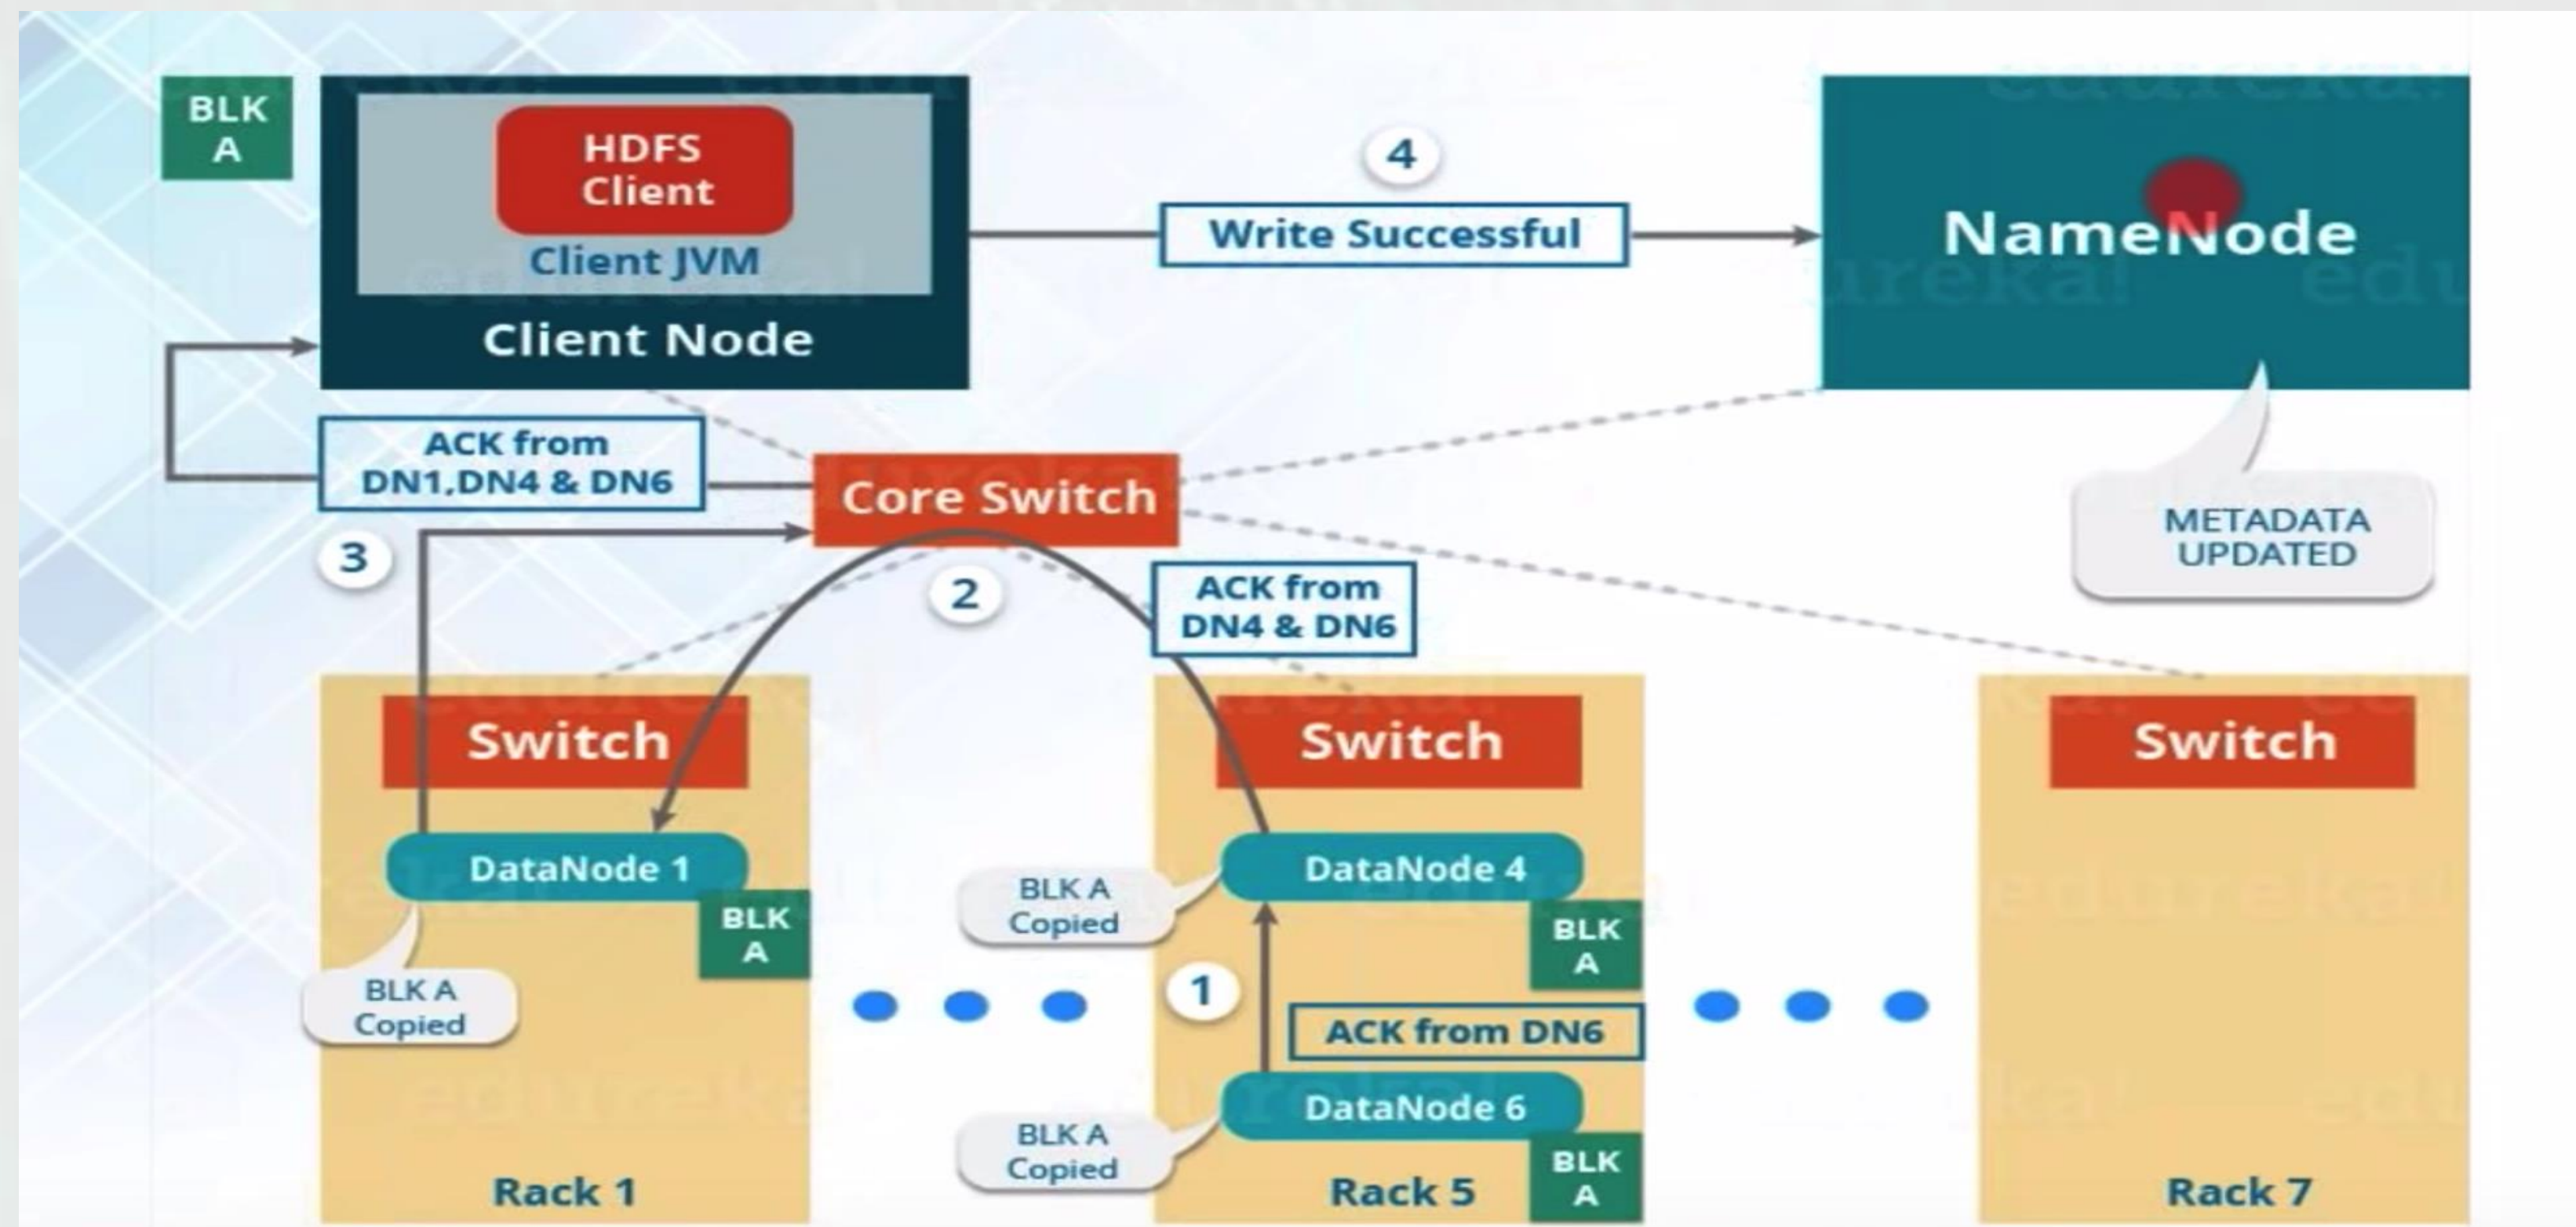 BLK
A
HDFS
Client
Client JVM
Client Node
4
Write Successful
NameNode
METADATA
UPDATED
ACK from
DN1,DN4 & DN6
Core Switch
3
2
ACK from
DN4 & DN6
Switch
DataNode 1
BLK
A
BLK A
Copied
Rack 1
Switch
DataNode 4
BLK A
Copied
BLK
A
1
ACK from DN6
DataNode 6
BLK A
Copied
BLK
A
Rack 5
Switch
Rack 7
edureka!